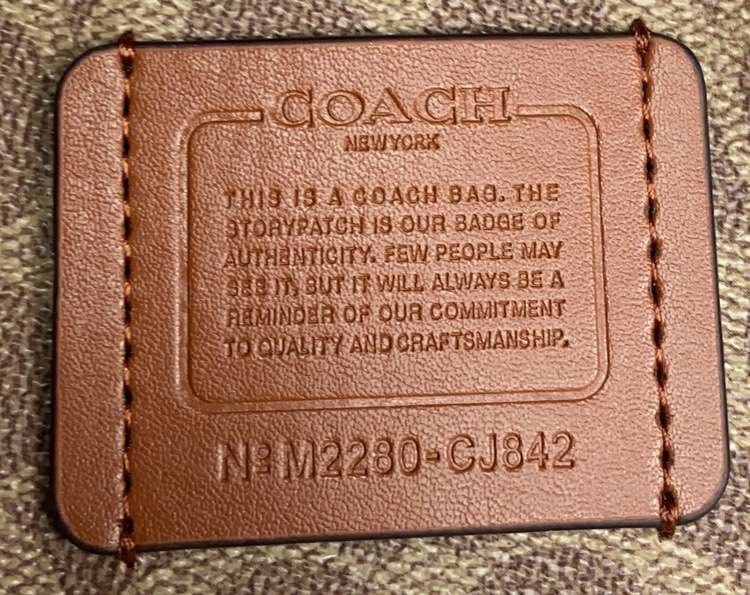 COACH
NEW YORK
THIS IS A COACH BAG. THE
STORYPATCH IS OUR BADGE OF
AUTHENTICITY. FEW PEOPLE MAY
SEE IT, BUT IT WILL ALWAYS BE A
REMINDER OF OUR COMMITMENT
TO QUALITY AND CRAFTSMANSHIP.
Nº M2280-CJ842